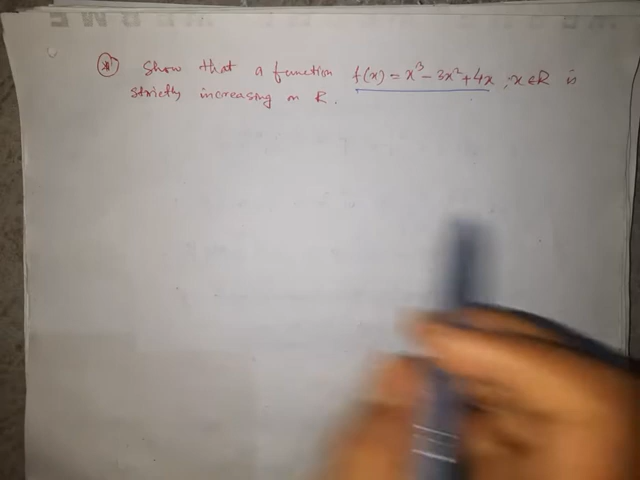 Show that a function f(x) = x³ - 3x² + 4x, x ∈ R is
strictly increasing on R.